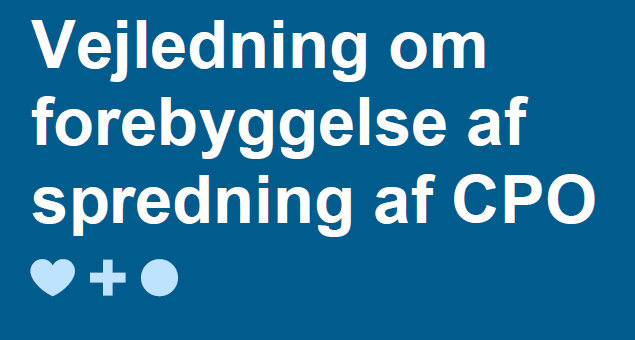 Vejledning om
forebyggelse af
spredning af CPO